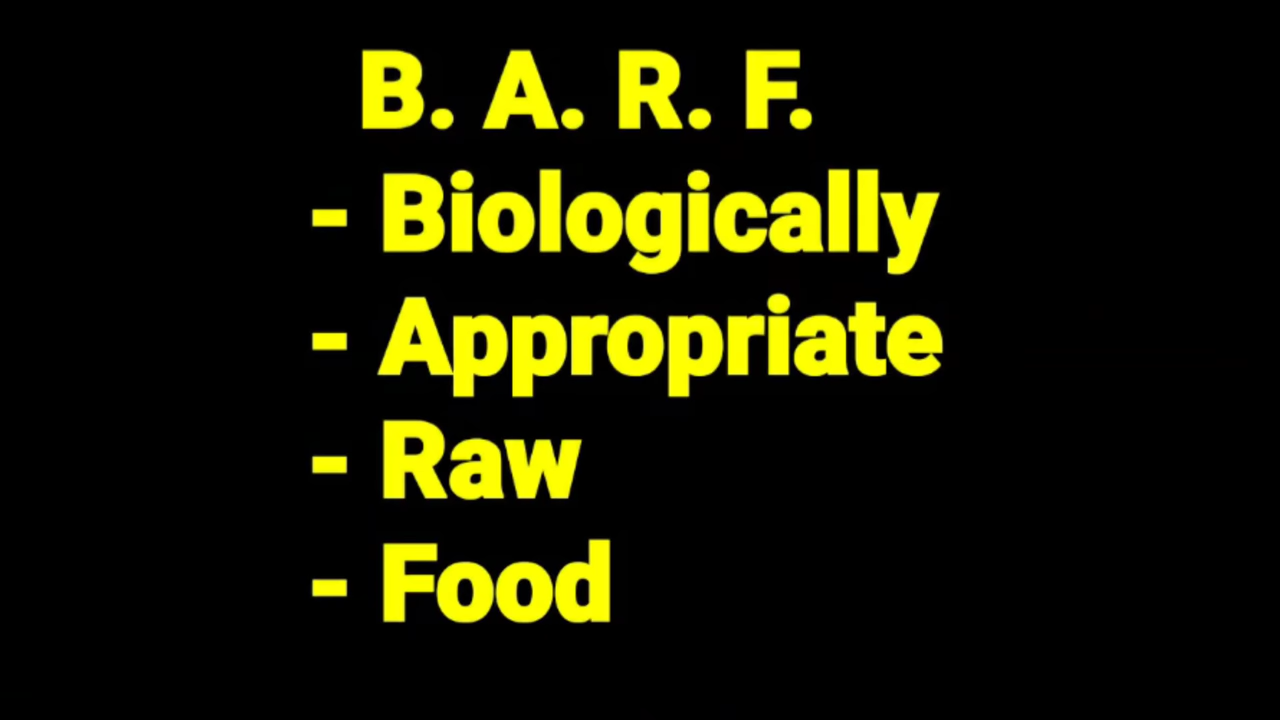 B. A. R. F.
- Biologically
- Appropriate
- Raw
- Food